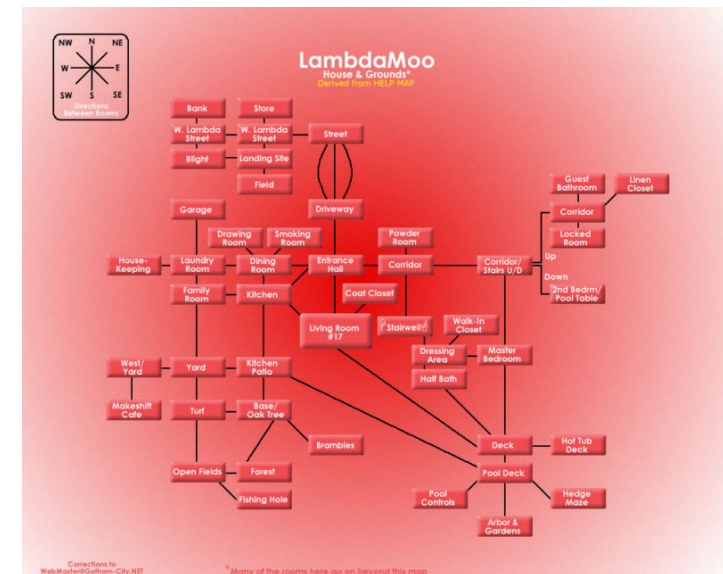 NW N NE
W E
SW S SE
Directions
Between Rooms
LambdaMoo
House & Grounds*
Derived from HELP MAP
Bank
Store
*W. Lambda
Street
*W. Lambda
Street
Street
Blight
Landing Site
Field
Garage
Driveway
Drawing
Room
Smoking
Room
Powder
Room
Guest
Bathroom
Linen
Closet
Corridor
Locked
Room
House-
Keeping
Laundry
Room
Dining
Room
Entrance
Hall
Corridor
Corridor/
Stairs U/D
Up
Down
*2nd Bedrm/
Pool Table
Family
Room
Kitchen
Coat Closet
Living Room
#17
Stairwell
Walk-In
Closet
Dressing
Area
Master
Bedroom
Half Bath
West/
Yard
Yard
Kitchen
Patio
Makeshift
Cafe
Turf
Base/
Oak Tree
Brambles
Deck
Hot Tub
Deck
Open Fields
Forest
Pool Deck
Fishing Hole
Pool
Controls
Hedge
Maze
Arbor &
Gardens
Corrections to
WebMaster@Gotham-City.NET
*Many of the rooms here go on beyond this map.